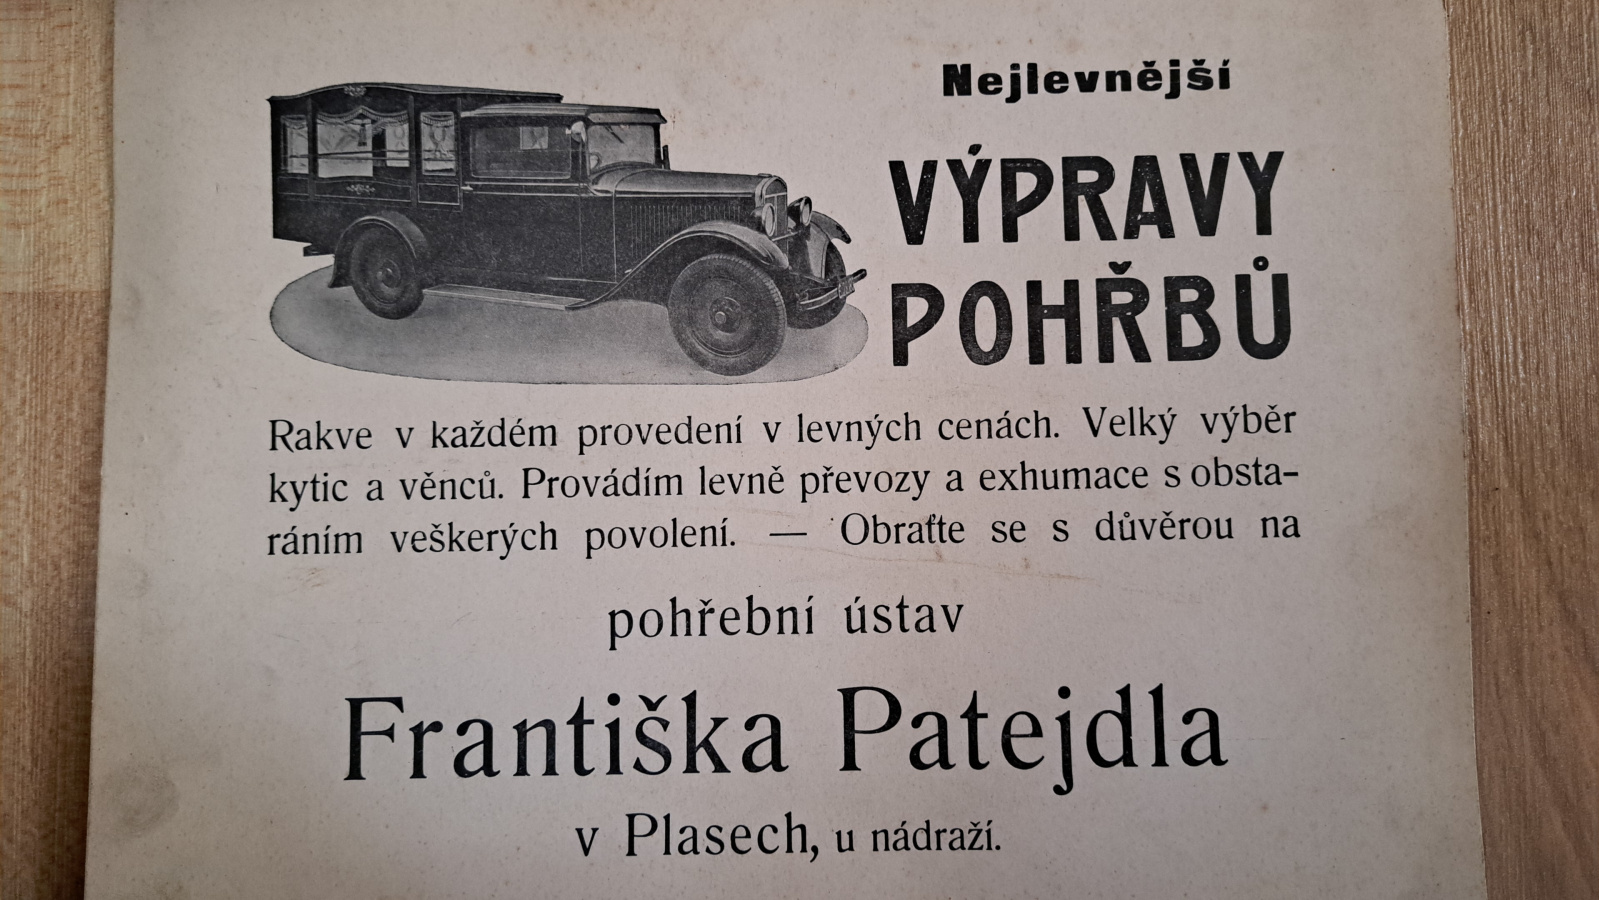 Nejlevnější
VÝPRAVY
POHŘBŮ
Rakve v každém provedení v levných cenách. Velký výběr
kytic a věnců. Provádím levně převozy a exhumace s obsta-
ráním veškerých povolení. — Obraťte se s důvěrou na
pohřební ústav
Františka Patejdla
v Plasech, u nádraží.